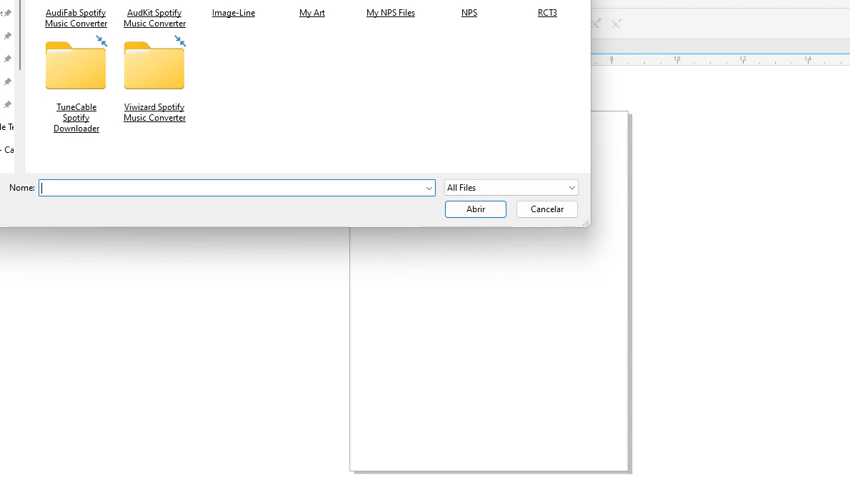 AudiFab Spotify
Music Converter
AudKit Spotify
Music Converter
Image-Line
My Art
My NPS Files
NPS
RCT3
TuneCable
Spotify
Downloader
Viwizard Spotify
Music Converter
Nome:
All Files
Abrir
Cancelar
8
10
12
14